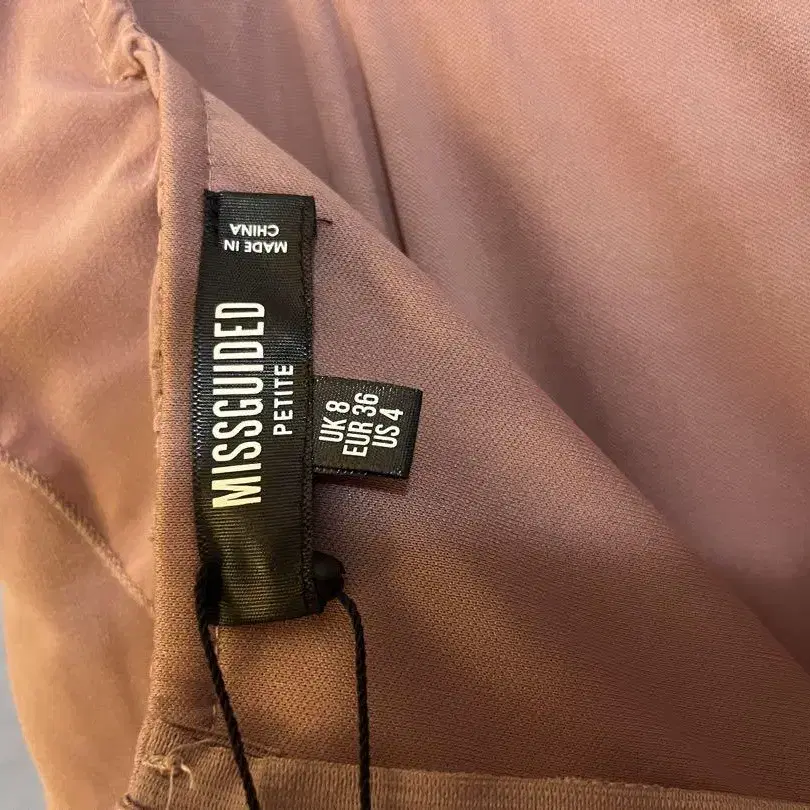 MISSGUIDED
PETITE
MADE IN
CHINA
UK 8
EUR 36
US 4